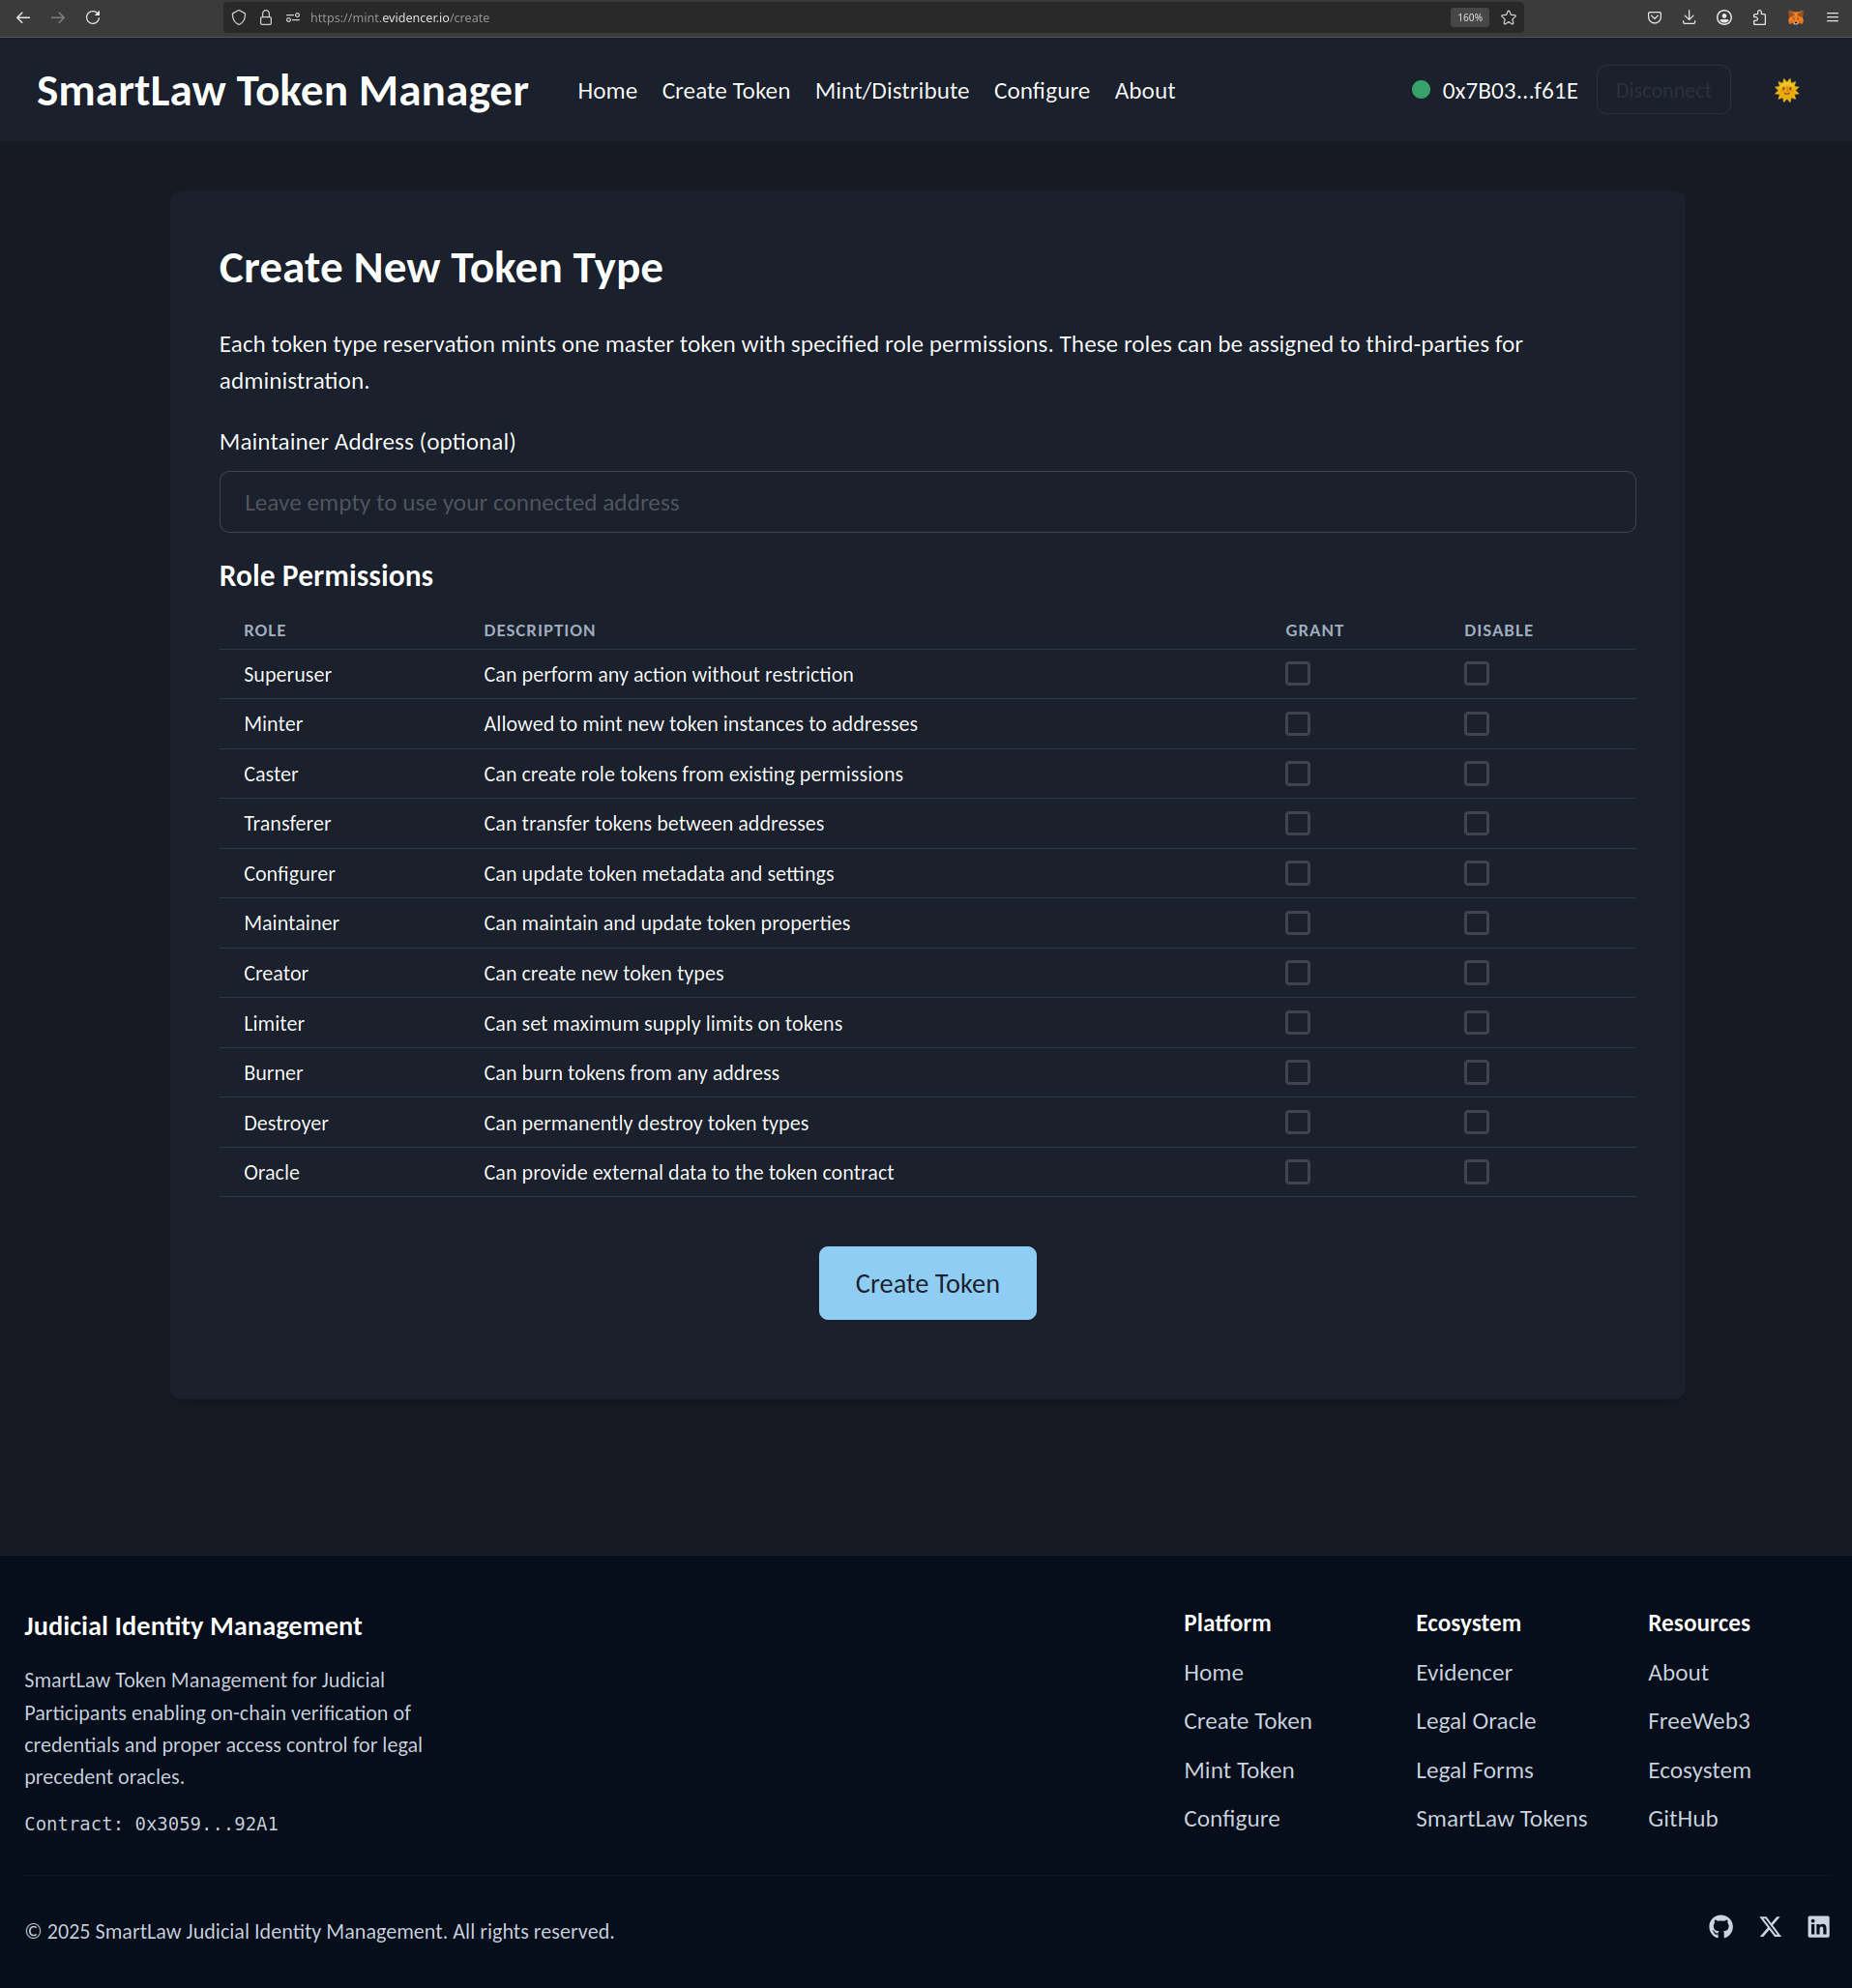 https://mint.evidencer.io/create
160%
SmartLaw Token Manager
Home
Create Token
Mint/Distribute
Configure
About
0x7B03...f61E
Disconnect
Create New Token Type
Each token type reservation mints one master token with specified role permissions. These roles can be assigned to third-parties for
administration.
Maintainer Address (optional)
Leave empty to use your connected address
Role Permissions
ROLE DESCRIPTION GRANT DISABLE
Superuser Can perform any action without restriction
Minter Allowed to mint new token instances to addresses
Caster Can create role tokens from existing permissions
Transferer Can transfer tokens between addresses
Configurer Can update token metadata and settings
Maintainer Can maintain and update token properties
Creator Can create new token types
Limiter Can set maximum supply limits on tokens
Burner Can burn tokens from any address
Destroyer Can permanently destroy token types
Oracle Can provide external data to the token contract
Create Token
Judicial Identity Management
SmartLaw Token Management for Judicial
Participants enabling on-chain verification of
credentials and proper access control for legal
precedent oracles.
Contract: 0x3059...92A1
Platform
Home
Create Token
Mint Token
Configure
Ecosystem
Evidencer
Legal Oracle
Legal Forms
SmartLaw Tokens
Resources
About
FreeWeb3
Ecosystem
GitHub
© 2025 SmartLaw Judicial Identity Management. All rights reserved.